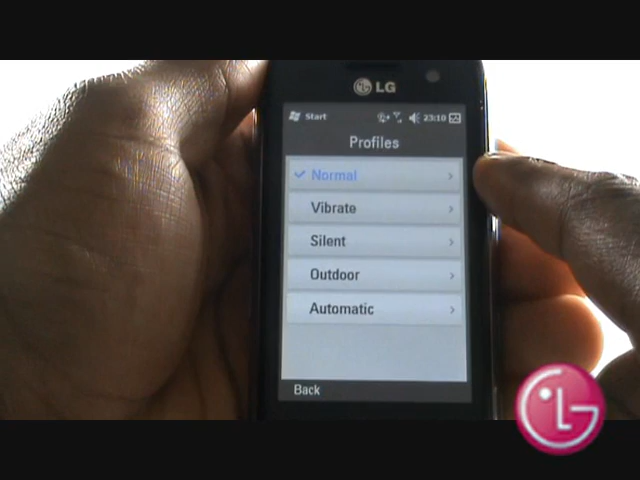 LG
Start 23:10
Profiles
Normal
Vibrate
Silent
Outdoor
Automatic
Back
LG